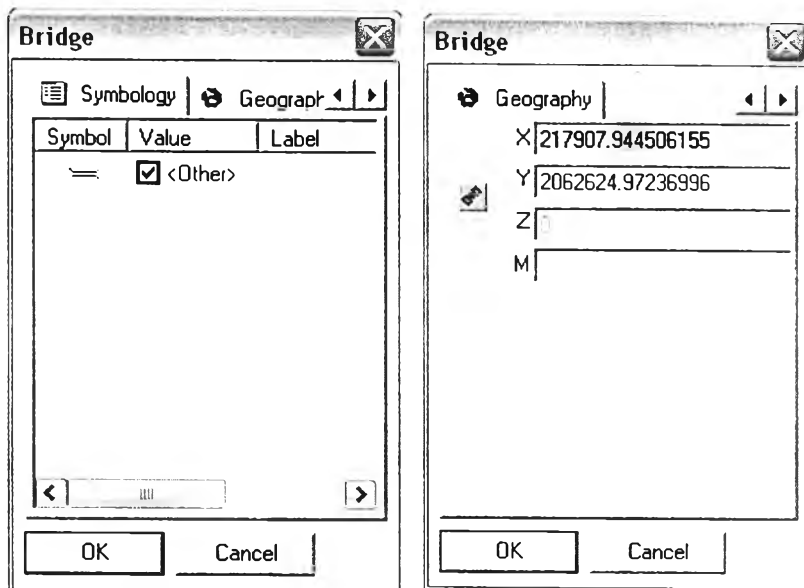 Bridge
Symbology Geograph
Symbol Value Label
<Other>
OK Cancel
Bridge
Geography
X 217907.944506155
Y 2062624.97236996
Z
M
OK Cancel